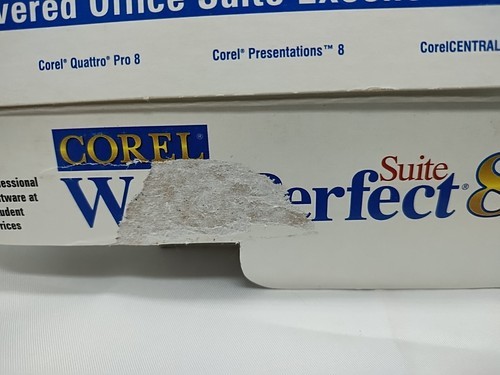 vered Office Suite
Corel® Quattro® Pro 8 Corel® Presentations™ 8 CorelCENTRAL
COREL®
Suite
W erfect® 8
essional
tware at
udent
rices